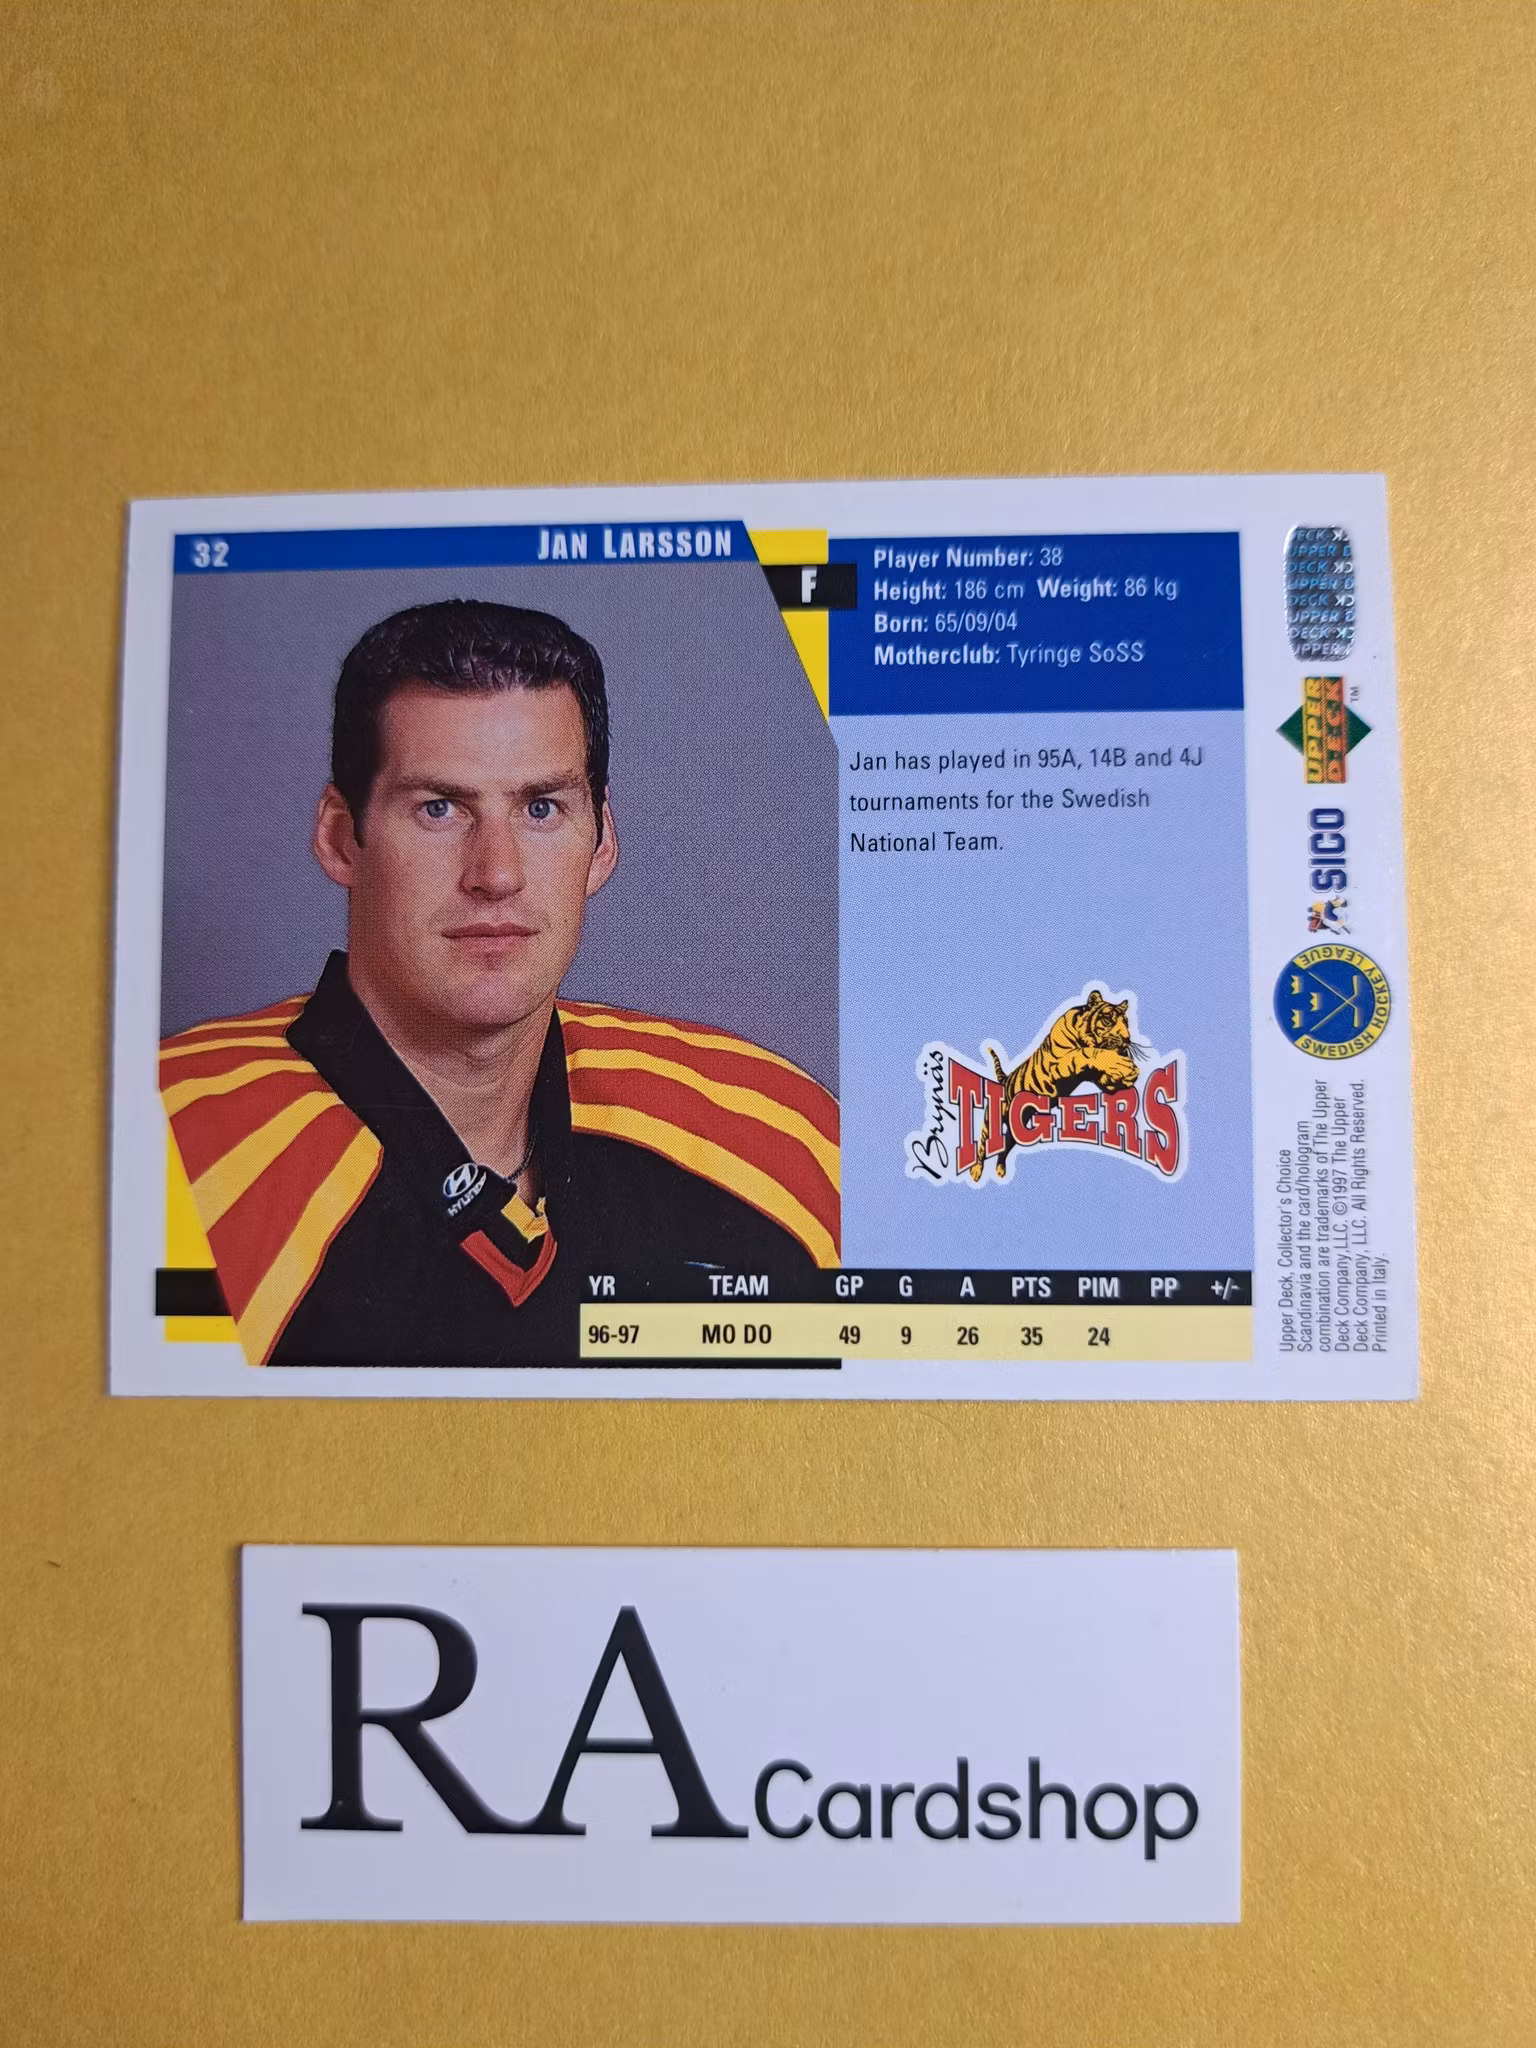 32
JAN LARSSON
F
Player Number: 38
Height: 186 cm Weight: 86 kg
Born: 65/09/04
Motherclub: Tyringe SoSS
Jan has played in 95A, 14B and 4J
tournaments for the Swedish
National Team.
Brynäs
TIGERS
HYUNDAI
YR TEAM GP G A PTS PIM PP +/-
96-97 MO DO 49 9 26 35 24
UPPER
DECK
TM
SICO
SWEDISH HOCKEY LEAGUE
Upper Deck, Collector's Choice
Scandinavia and the card/hologram
combination are trademarks of The Upper
Deck Company, LLC. ©1997 The Upper
Deck Company, LLC. All Rights Reserved.
Printed in Italy.
RA Cardshop